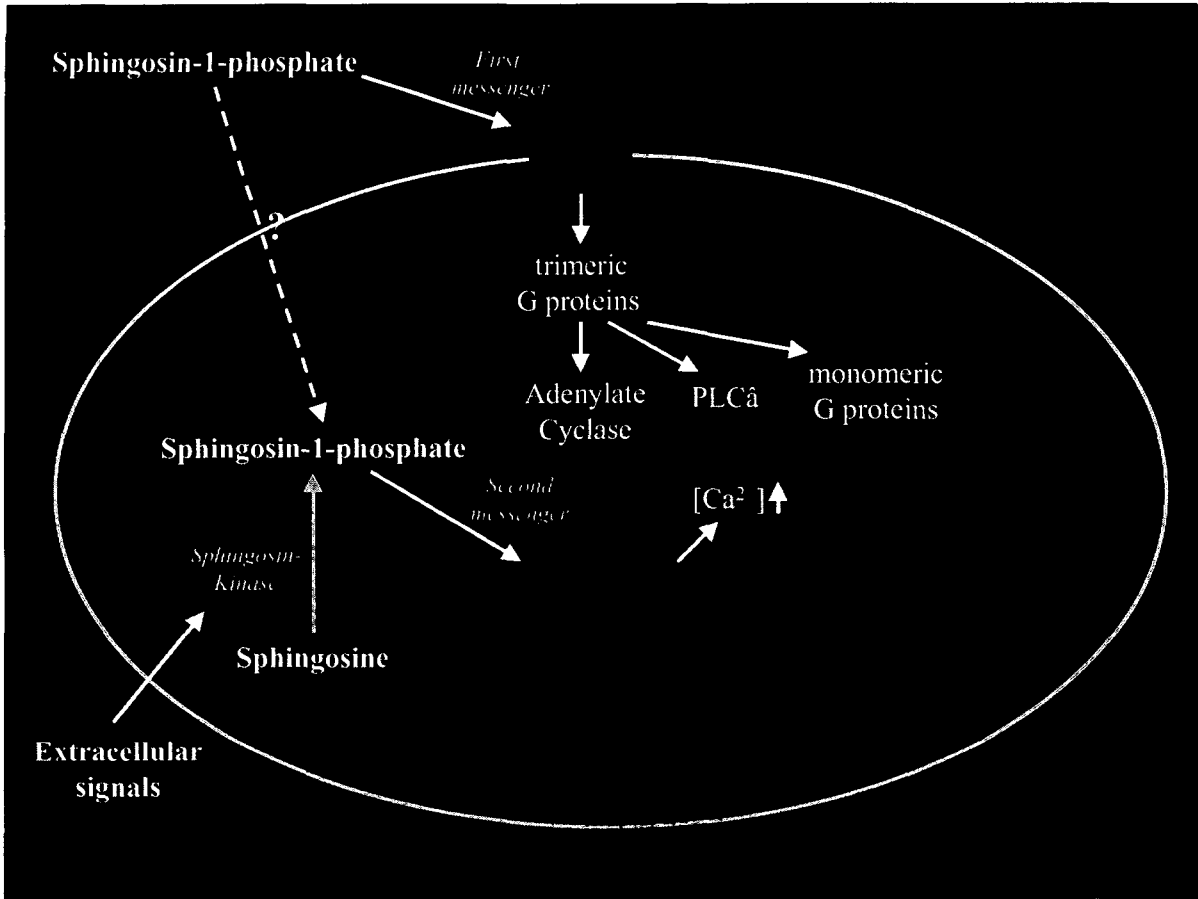 Sphingosin-1-phosphate
First
messenger
?
trimeric
G proteins
Adenylate
Cyclase
PLCâ
monomeric
G proteins
Sphingosin-1-phosphate
Second
messenger
[Ca² ]
Sphingosin-
Kinase
Sphingosine
Extracellular
signals